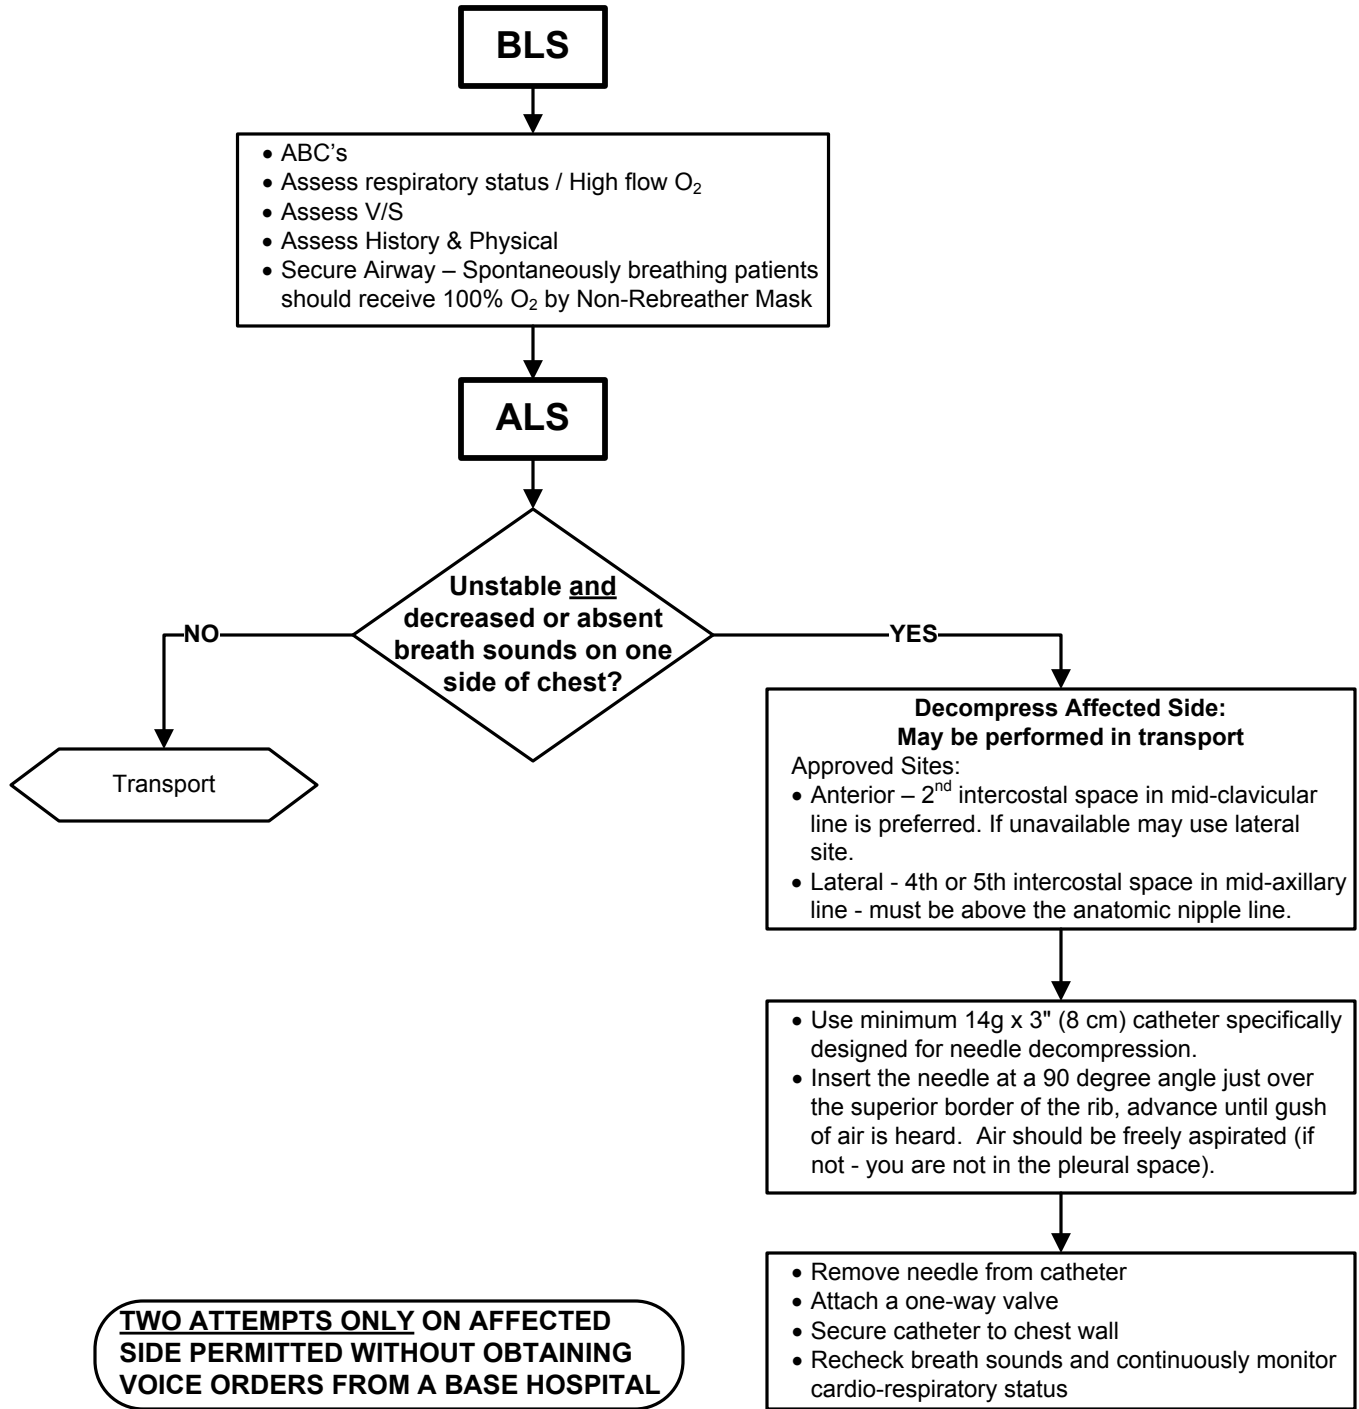 BLS
• ABC's
• Assess respiratory status / High flow O₂
• Assess V/S
• Assess History & Physical
• Secure Airway – Spontaneously breathing patients
should receive 100% O₂ by Non-Rebreather Mask
ALS
Unstable and
decreased or absent
breath sounds on one
side of chest?
NO
YES
Transport
Decompress Affected Side:
May be performed in transport
Approved Sites:
• Anterior – 2nd intercostal space in mid-clavicular
line is preferred. If unavailable may use lateral
site.
• Lateral - 4th or 5th intercostal space in mid-axillary
line - must be above the anatomic nipple line.
• Use minimum 14g x 3" (8 cm) catheter specifically
designed for needle decompression.
• Insert the needle at a 90 degree angle just over
the superior border of the rib, advance until gush
of air is heard.  Air should be freely aspirated (if
not - you are not in the pleural space).
• Remove needle from catheter
• Attach a one-way valve
• Secure catheter to chest wall
• Recheck breath sounds and continuously monitor
cardio-respiratory status
TWO ATTEMPTS ONLY ON AFFECTED
SIDE PERMITTED WITHOUT OBTAINING
VOICE ORDERS FROM A BASE HOSPITAL